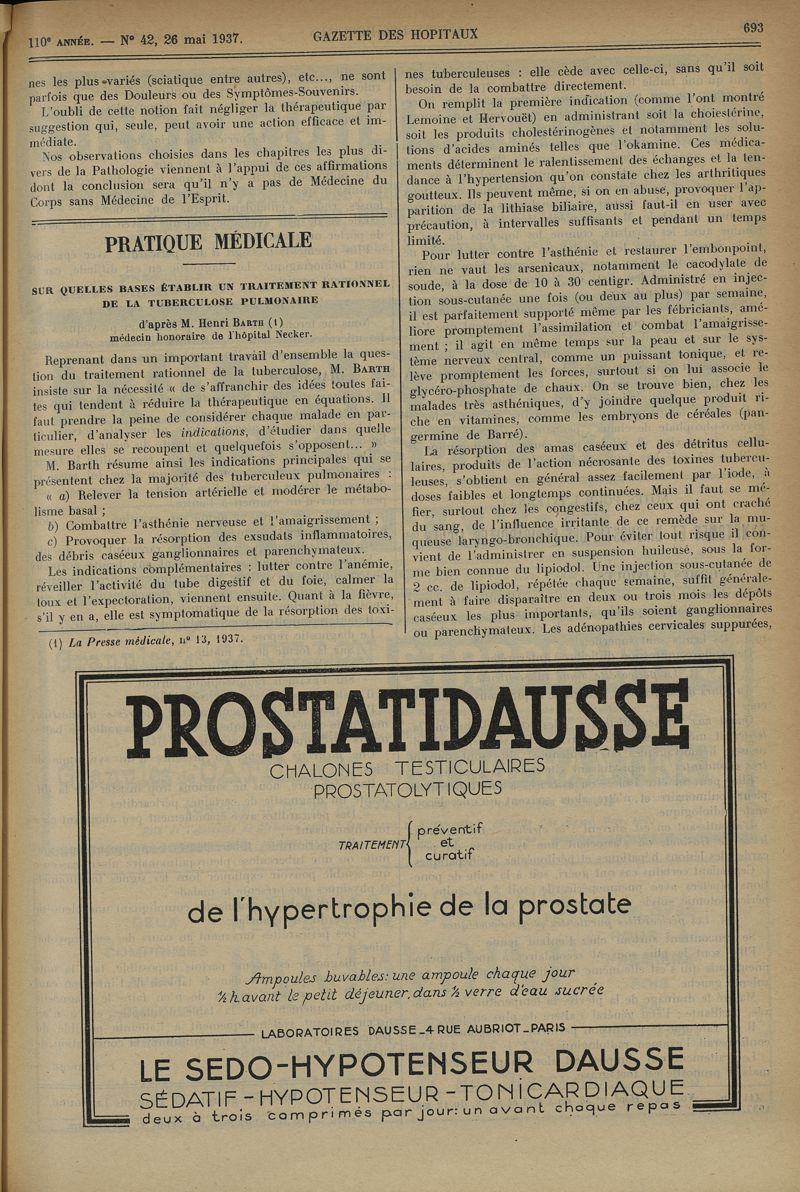 110e ANNÉE. — N° 42, 26 mai 1937.
GAZETTE DES HOPITAUX
693
nes les plus variés (sciatique entre autres), etc..., ne sont
parfois que des Douleurs ou des Symptômes-Souvenirs.
L'oubli de cette notion fait négliger la thérapeutique par
suggestion qui, seule, peut avoir une action efficace et im-
médiate.
Nos observations choisies dans les chapitres les plus di-
vers de la Pathologie viennent à l'appui de ces affirmations
dont la conclusion sera qu'il n'y a pas de Médecine du
Corps sans Médecine de l'Esprit.
PRATIQUE MÉDICALE
SUR QUELLES BASES ÉTABLIR UN TRAITEMENT RATIONNEL
DE LA TUBERCULOSE PULMONAIRE
d'après M. Henri BARTH (1)
médecin honoraire de l'hôpital Necker.
Reprenant dans un important travail d'ensemble la ques-
tion du traitement rationnel de la tuberculose, M. BARTH
insiste sur la nécessité « de s'affranchir des idées toutes fai-
tes qui tendent à réduire la thérapeutique en équations. Il
faut prendre la peine de considérer chaque malade en par-
ticulier, d'analyser les indications, d'étudier dans quelle
mesure elles se recoupent et quelquefois s'opposent... »
M. Barth résume ainsi les indications principales qui se
présentent chez la majorité des tuberculeux pulmonaires :
« a) Relever la tension artérielle et modérer le métabo-
lisme basal ;
b) Combattre l'asthénie nerveuse et l'amaigrissement ;
c) Provoquer la résorption des exsudats inflammatoires,
des débris caséeux ganglionnaires et parenchymateux.
Les indications complémentaires : lutter contre l'anémie,
réveiller l'activité du tube digestif et du foie, calmer la
toux et l'expectoration, viennent ensuite. Quant à la fièvre,
s'il y en a, elle est symptomatique de la résorption des toxi-
(1) La Presse médicale, n° 13, 1937.
nes tuberculeuses : elle cède avec celle-ci, sans qu'il soit
besoin de la combattre directement.
On remplit la première indication (comme l'ont montré
Lemoine et Hervouët) en administrant soit la cholestérine,
soit les produits cholestérinogènes et notamment les solu-
tions d'acides aminés telles que l'okamine. Ces médica-
ments déterminent le ralentissement des échanges et la ten-
dance à l'hypertension qu'on constate chez les arthritiques
goutteux. Ils peuvent même, si on en abuse, provoquer l'ap-
parition de la lithiase biliaire, aussi faut-il en user avec
précaution, à intervalles suffisants et pendant un temps
limité.
Pour lutter contre l'asthénie et restaurer l'embonpoint,
rien ne vaut les arsenicaux, notamment le cacodylate de
soude, à la dose de 10 à 30 centigr. Administré en injec-
tion sous-cutanée une fois (ou deux au plus) par semaine,
il est parfaitement supporté même par les fébricitants, amé-
liore promptement l'assimilation et combat l'amaigrisse-
ment ; il agit en même temps sur la peau et sur le sys-
tème nerveux central, comme un puissant tonique, et re-
lève promptement les forces, surtout si on lui associe le
glycéro-phosphate de chaux. On se trouve bien, chez les
malades très asthéniques, d'y joindre quelque produit ri-
che en vitamines, comme les embryons de céréales (pan-
germine de Barré).
La résorption des amas caséeux et des détritus cellu-
laires, produits de l'action nécrosante des toxines tubercu-
leuses, s'obtient en général assez facilement par l'iode, à
doses faibles et longtemps continuées. Mais il faut se mé-
fier, surtout chez les congestifs, chez ceux qui ont craché
du sang, de l'influence irritante de ce remède sur la mu-
queuse laryngo-bronchique. Pour éviter tout risque il con-
vient de l'administrer en suspension huileuse, sous la for-
me bien connue du lipiodol. Une injection sous-cutanée de
2 cc. de lipiodol, répétée chaque semaine, suffit générale-
ment à faire disparaître en deux ou trois mois les dépôts
caséeux les plus importants, qu'ils soient ganglionnaires
ou parenchymateux. Les adénopathies cervicales suppurées,
PROSTATIDAUSSE
CHALONES TESTICULAIRES
PROSTATOLYTIQUES
TRAITEMENT { préventif
et
curatif
de l'hypertrophie de la prostate
Ampoules buvables: une ampoule chaque jour
½ h. avant le petit déjeuner, dans ½ verre d'eau sucrée
LABORATOIRES DAUSSE_4 RUE AUBRIOT_PARIS
LE SEDO-HYPOTENSEUR DAUSSE
SÉDATIF - HYPOTENSEUR - TONICARDIAQUE
deux à trois comprimés par jour: un avant chaque repas